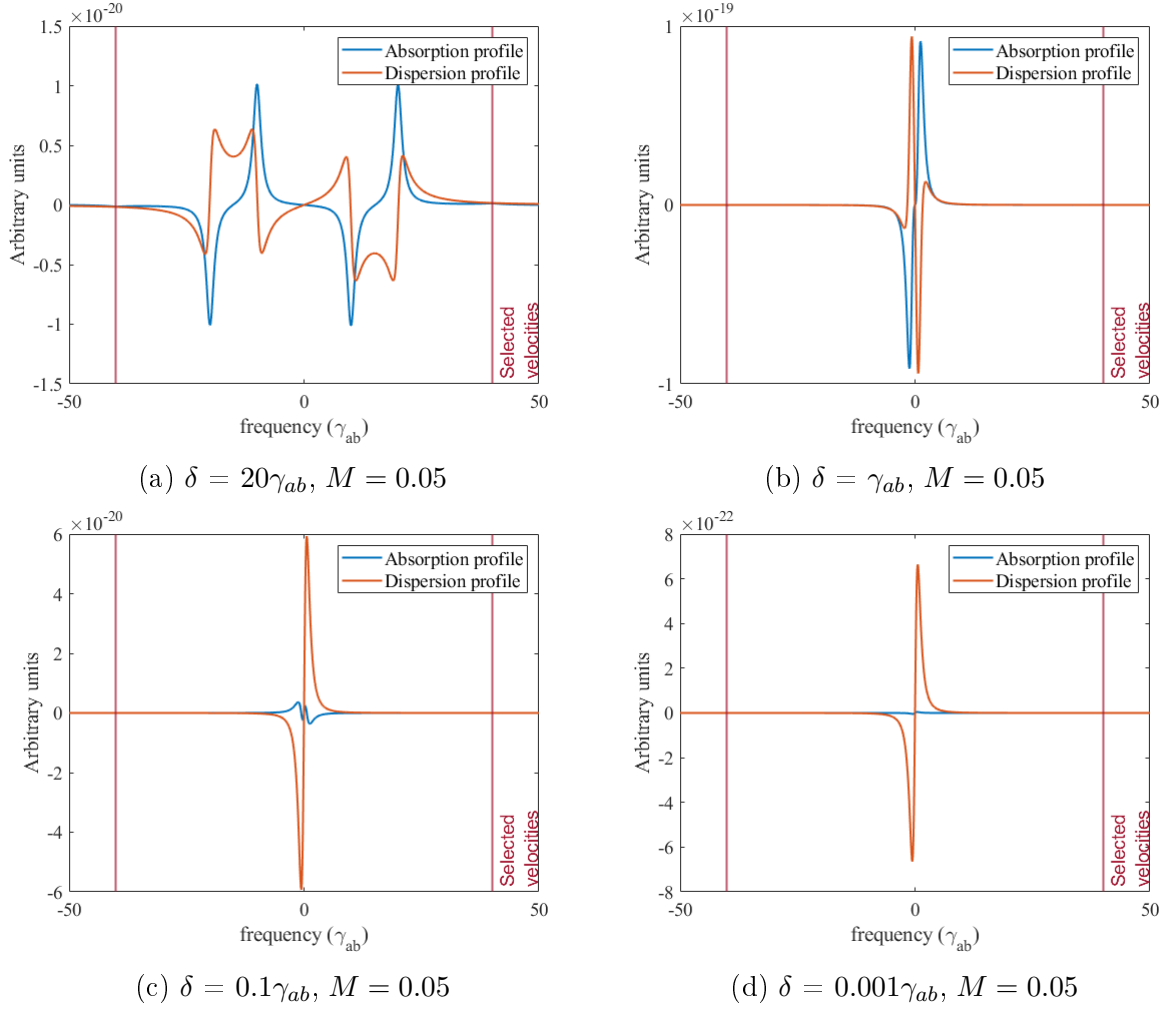 ×10⁻²⁰
1.5
1
0.5
0
-0.5
-1
-1.5
-50
0
50
Arbitrary units
frequency (γab)
Absorption profile
Dispersion profile
Selected
velocities
(a) δ = 20γab, M = 0.05
×10⁻¹⁹
1
0
-1
-50
0
50
Arbitrary units
frequency (γab)
Absorption profile
Dispersion profile
Selected
velocities
(b) δ = γab, M = 0.05
×10⁻²⁰
6
4
2
0
-2
-4
-6
-50
0
50
Arbitrary units
frequency (γab)
Absorption profile
Dispersion profile
Selected
velocities
(c) δ = 0.1γab, M = 0.05
×10⁻²²
8
6
4
2
0
-2
-4
-6
-8
-50
0
50
Arbitrary units
frequency (γab)
Absorption profile
Dispersion profile
Selected
velocities
(d) δ = 0.001γab, M = 0.05